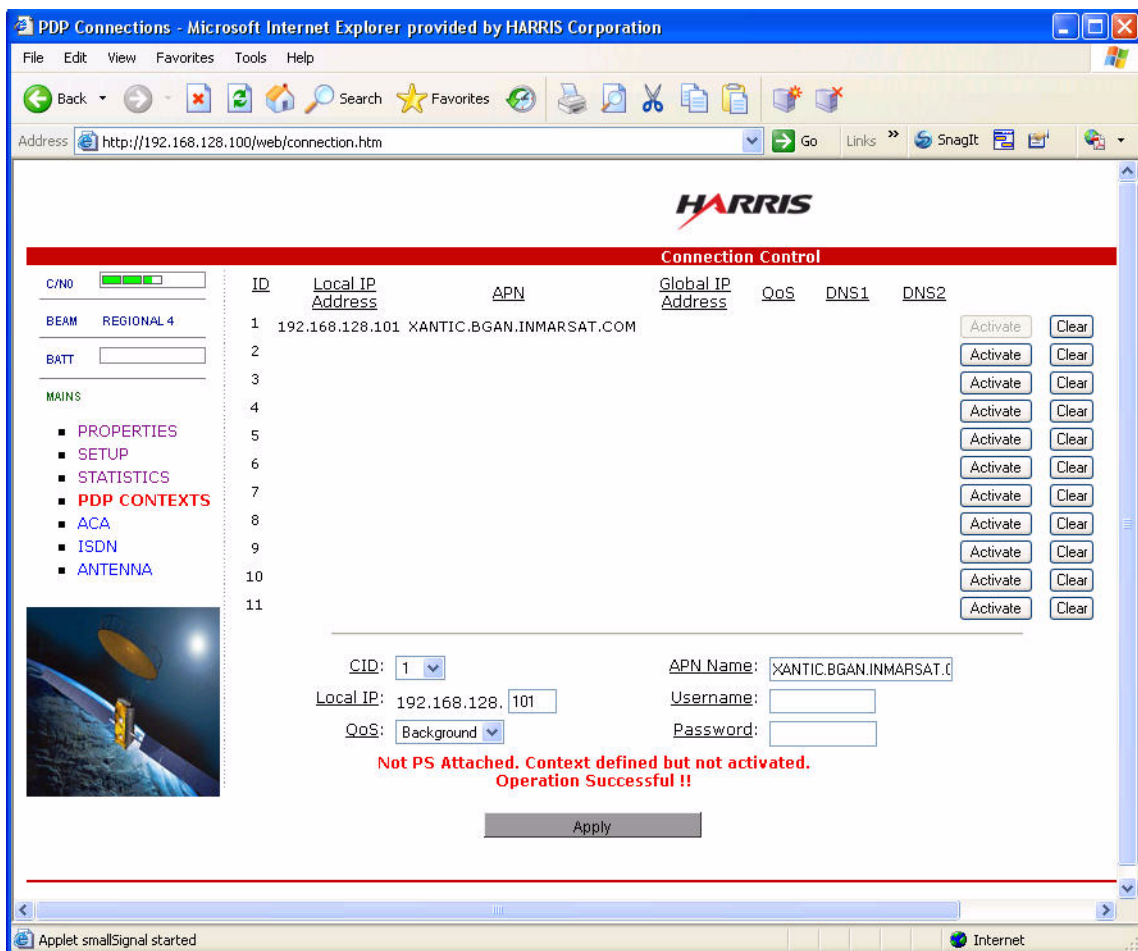 PDP Connections - Microsoft Internet Explorer provided by HARRIS Corporation
File Edit View Favorites Tools Help
Back Search Favorites
Address http://192.168.128.100/web/connection.htm Go Links » SnagIt
HARRIS
Connection Control
C/N0
BEAM REGIONAL 4
BATT
MAINS
PROPERTIES
SETUP
STATISTICS
PDP CONTEXTS
ACA
ISDN
ANTENNA
ID Local IP Address APN Global IP Address QoS DNS1 DNS2
1 192.168.128.101 XANTIC.BGAN.INMARSAT.COM Activate Clear
2 Activate Clear
3 Activate Clear
4 Activate Clear
5 Activate Clear
6 Activate Clear
7 Activate Clear
8 Activate Clear
9 Activate Clear
10 Activate Clear
11 Activate Clear
CID: 1 APN Name: XANTIC.BGAN.INMARSAT.C
Local IP: 192.168.128. 101 Username:
QoS: Background Password:
Not PS Attached. Context defined but not activated.
Operation Successful !!
Apply
Applet smallSignal started Internet